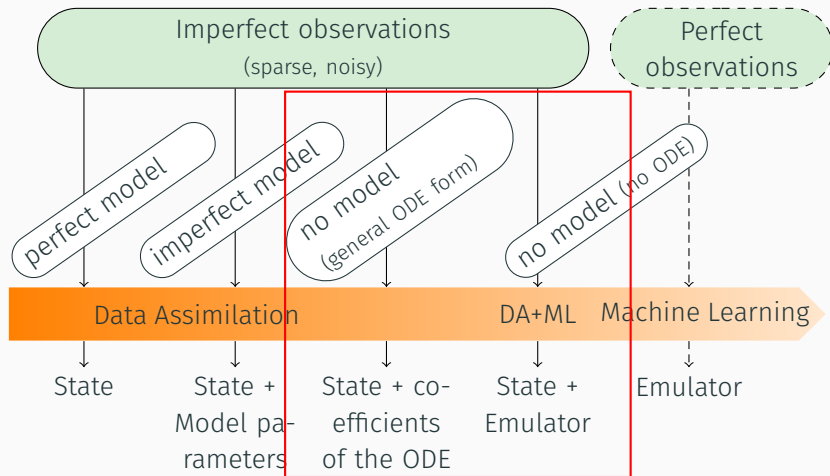 Imperfect observations
(sparse, noisy)
Perfect
observations
perfect model
imperfect model
no model
(general ODE form)
no model (no ODE)
Data Assimilation
DA+ML
Machine Learning
State
State +
Model pa-
rameters
State + co-
efficients
of the ODE
State +
Emulator
Emulator